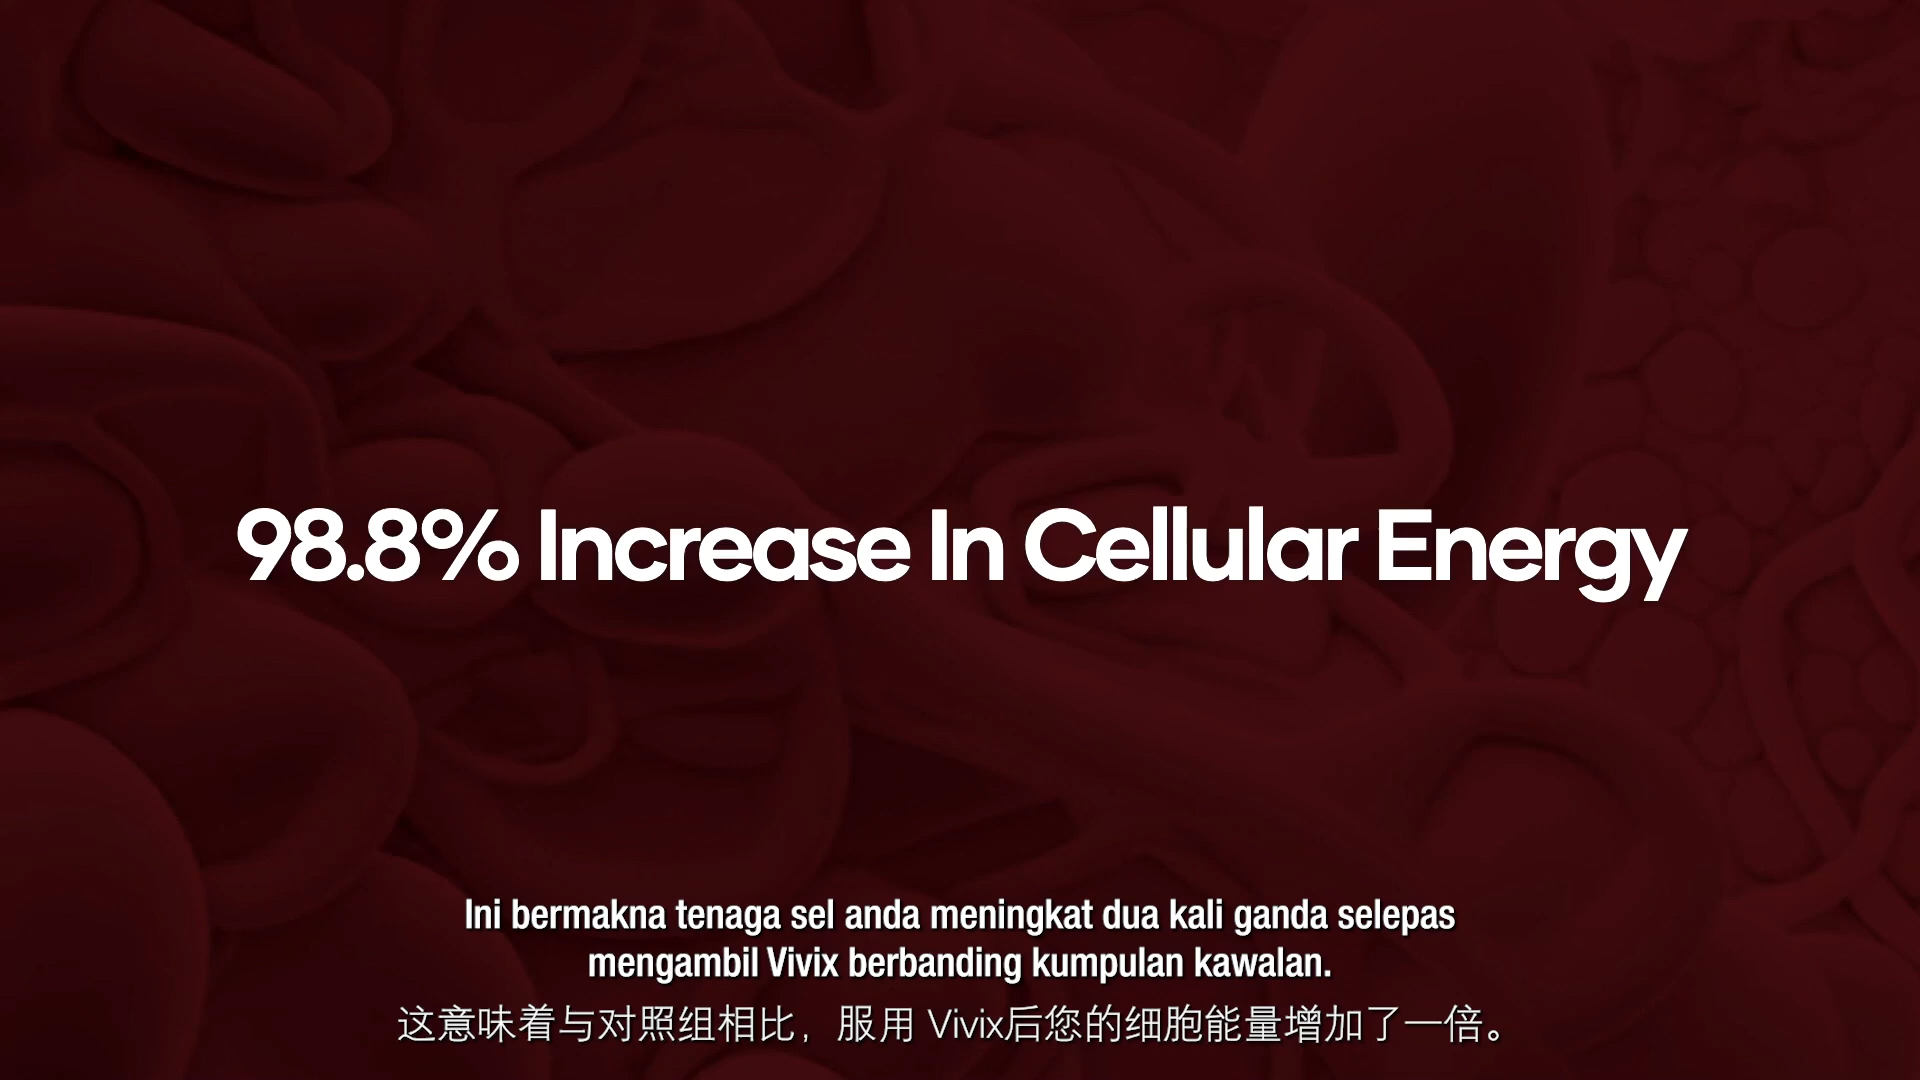 98.8% Increase In Cellular Energy
Ini bermakna tenaga sel anda meningkat dua kali ganda selepas
mengambil Vivix berbanding kumpulan kawalan.
这意味着与对照组相比，服用 Vivix后您的细胞能量增加了一倍。